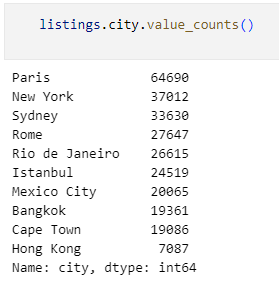 listings.city.value_counts()
Paris 64690
New York 37012
Sydney 33630
Rome 27647
Rio de Janeiro 26615
Istanbul 24519
Mexico City 20065
Bangkok 19361
Cape Town 19086
Hong Kong 7087
Name: city, dtype: int64